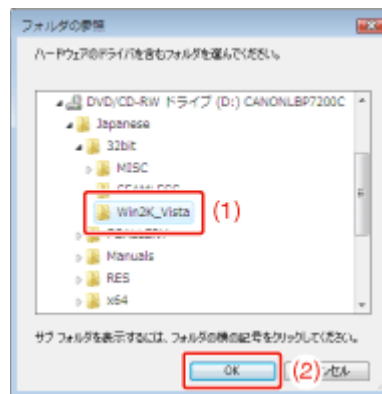 フォルダの参照
ハードウェアのドライバを含むフォルダを選んでください。
DVD/CD-RW ドライブ (D:) CANONLBP7200C
Japanese
32bit
MISC
Win2K_Vista (1)
Manuals
RES
x64
サブ フォルダを表示するには、フォルダの横の記号をクリックしてください。
OK (2)